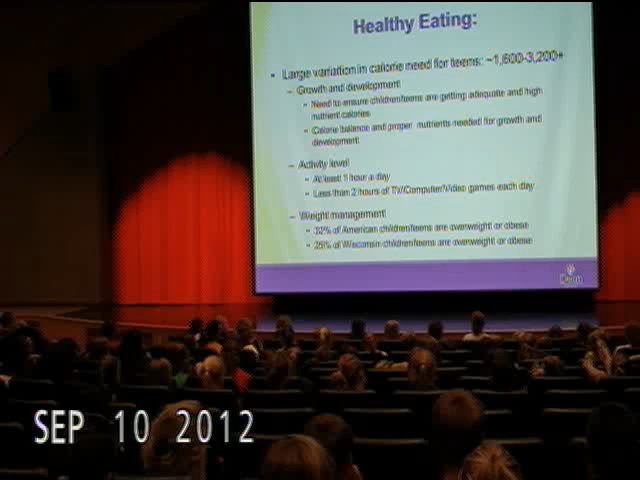 Healthy Eating:
• Large variation in calorie need for teens: ~1,600-3,200+
– Growth and development
• Need to ensure children/teens are getting adequate and high
nutrient calories
• Calorie balance and proper nutrients needed for growth and
development
– Activity level
• At least 1 hour a day
• Less than 2 hours of TV/Computer/Video games each day
– Weight management
• 32% of American children/teens are overweight or obese
• 25% of Wisconsin children/teens are overweight or obese
SEP 10 2012